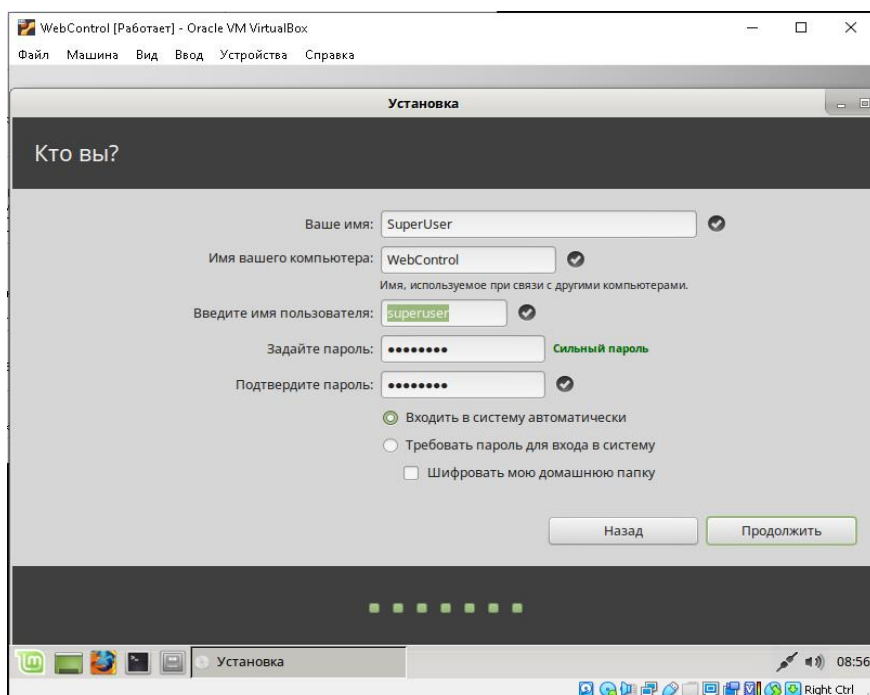 WebControl [Работает] - Oracle VM VirtualBox
Файл Машина Вид Ввод Устройства Справка
Установка
Кто вы?
Ваше имя: SuperUser
Имя вашего компьютера: WebControl
Имя, используемое при связи с другими компьютерами.
Введите имя пользователя: superuser
Задайте пароль: ●●●●●●●● Сильный пароль
Подтвердите пароль: ●●●●●●●●
Входить в систему автоматически
Требовать пароль для входа в систему
Шифровать мою домашнюю папку
Назад Продолжить
Установка 08:56
Right Ctrl